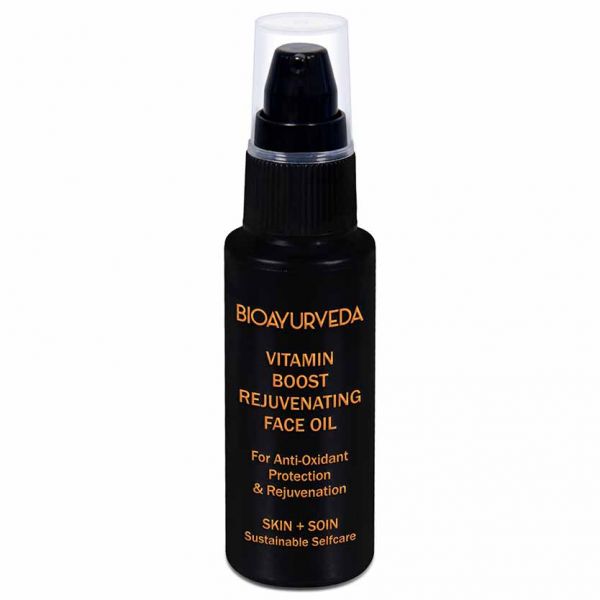 BIOAYURVEDA
VITAMIN
BOOST
REJUVENATING
FACE OIL
For Anti-Oxidant
Protection
& Rejuvenation
SKIN + SOIN
Sustainable Selfcare